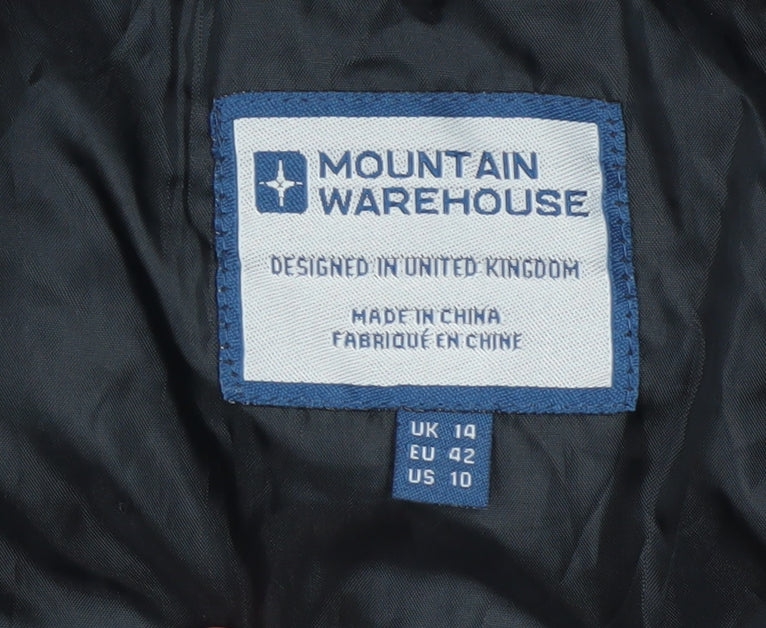 MOUNTAIN
WAREHOUSE
DESIGNED IN UNITED KINGDOM
MADE IN CHINA
FABRIQUÉ EN CHINE
UK 14
EU 42
US 10